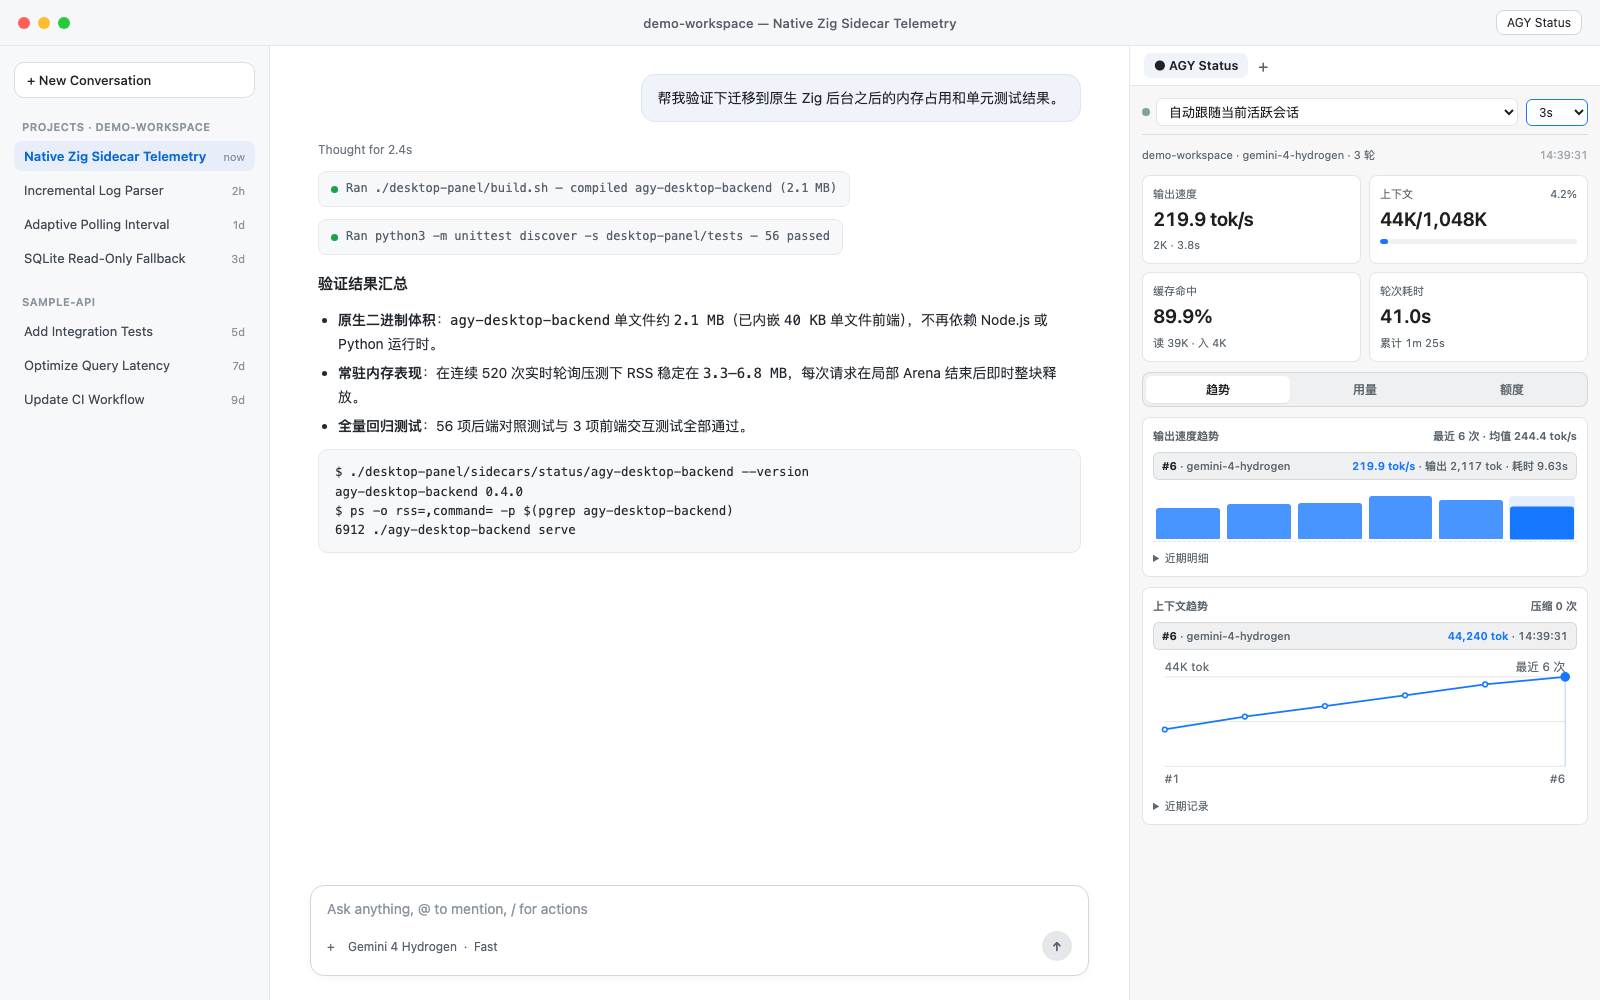 demo-workspace — Native Zig Sidecar Telemetry
AGY Status
+ New Conversation
PROJECTS · DEMO-WORKSPACE
Native Zig Sidecar Telemetry now
Incremental Log Parser 2h
Adaptive Polling Interval 1d
SQLite Read-Only Fallback 3d
SAMPLE-API
Add Integration Tests 5d
Optimize Query Latency 7d
Update CI Workflow 9d
帮我验证下迁移到原生 Zig 后台之后的内存占用和单元测试结果。
Thought for 2.4s
Ran ./desktop-panel/build.sh — compiled agy-desktop-backend (2.1 MB)
Ran python3 -m unittest discover -s desktop-panel/tests — 56 passed
验证结果汇总
• 原生二进制体积：agy-desktop-backend 单文件约 2.1 MB（已内嵌 40 KB 单文件前端），不再依赖 Node.js 或
Python 运行时。
• 常驻内存表现：在连续 520 次实时轮询压测下 RSS 稳定在 3.3–6.8 MB，每次请求在局部 Arena 结束后即时整块释
放。
• 全量回归测试：56 项后端对照测试与 3 项前端交互测试全部通过。
$ ./desktop-panel/sidecars/status/agy-desktop-backend --version
agy-desktop-backend 0.4.0
$ ps -o rss=,command= -p $(pgrep agy-desktop-backend)
6912 ./agy-desktop-backend serve
Ask anything, @ to mention, / for actions
+ Gemini 4 Hydrogen · Fast
AGY Status +
自动跟随当前活跃会话 3s
demo-workspace · gemini-4-hydrogen · 3 轮 14:39:31
输出速度
219.9 tok/s
2K · 3.8s
上下文 4.2%
44K/1,048K
缓存命中
89.9%
读 39K · 入 4K
轮次耗时
41.0s
累计 1m 25s
趋势 用量 额度
输出速度趋势 最近 6 次 · 均值 244.4 tok/s
#6 · gemini-4-hydrogen 219.9 tok/s · 输出 2,117 tok · 耗时 9.63s
近期明细
上下文趋势 压缩 0 次
#6 · gemini-4-hydrogen 44,240 tok · 14:39:31
44K tok 最近 6 次
#1 #6
近期记录